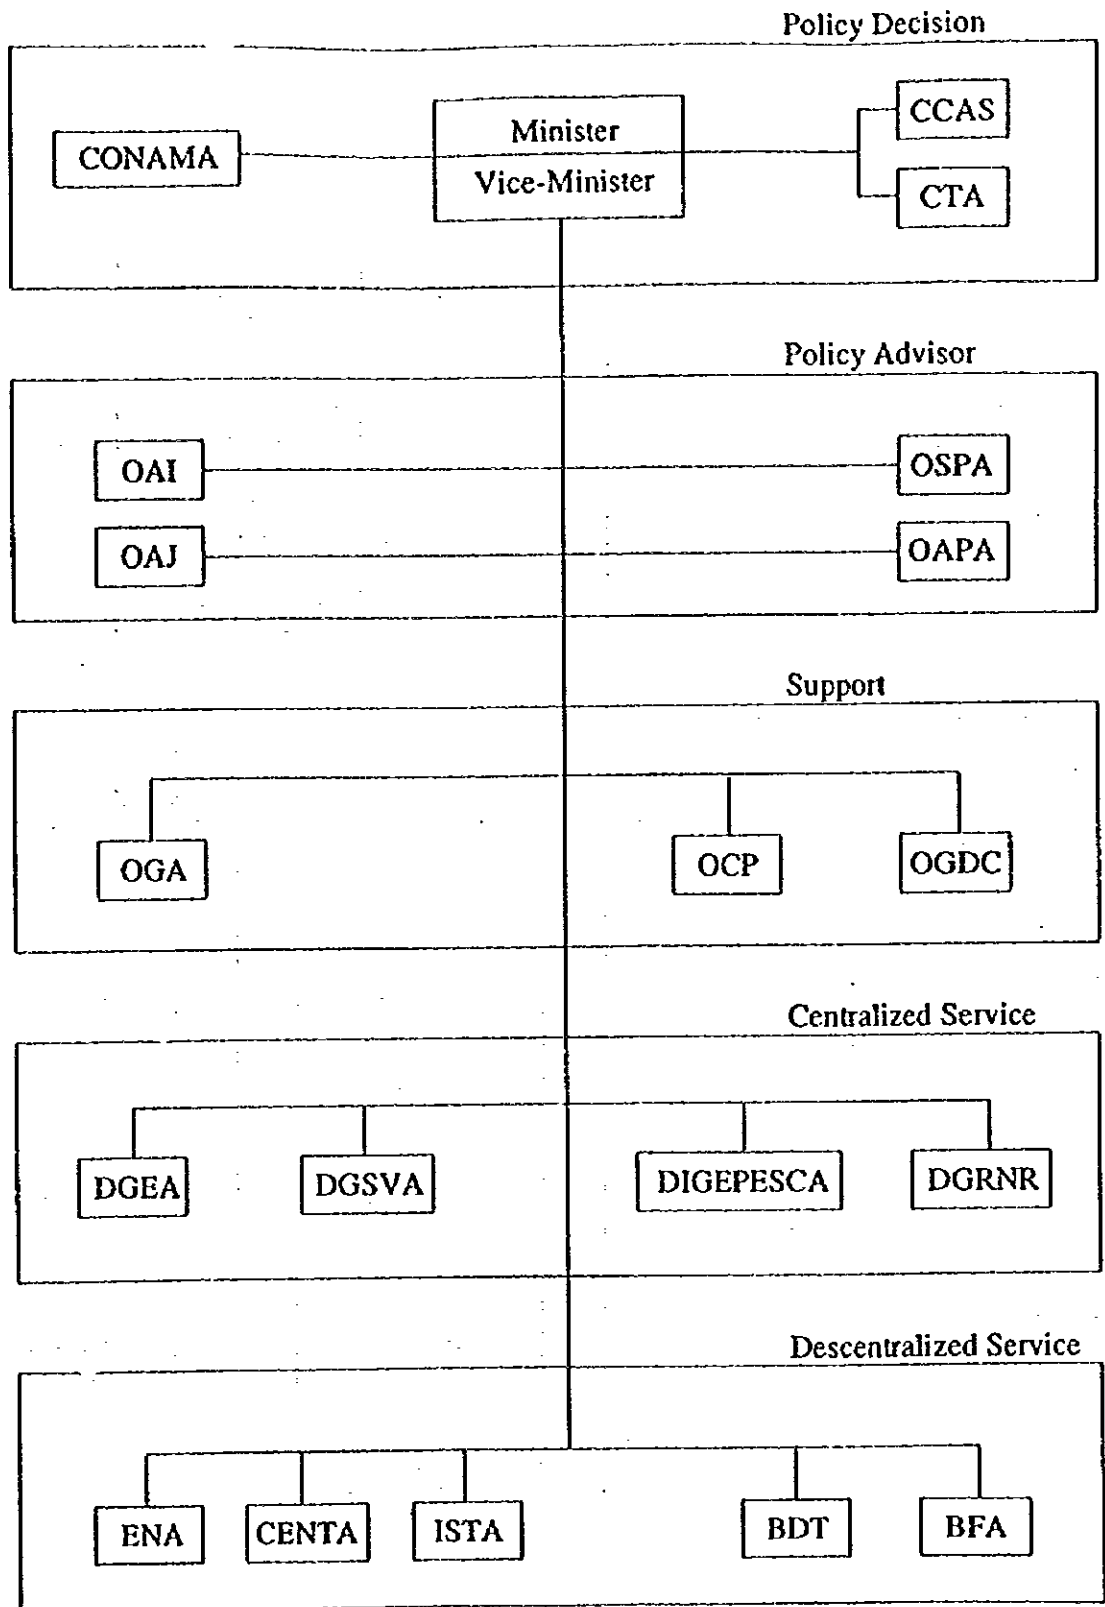 Policy Decision
CONAMA
Minister
Vice-Minister
CCAS
CTA
Policy Advisor
OAI
OSPA
OAJ
OAPA
Support
OGA
OCP
OGDC
Centralized Service
DGEA
DGSVA
DIGEPESCA
DGRNR
Descentralized Service
ENA
CENTA
ISTA
BDT
BFA